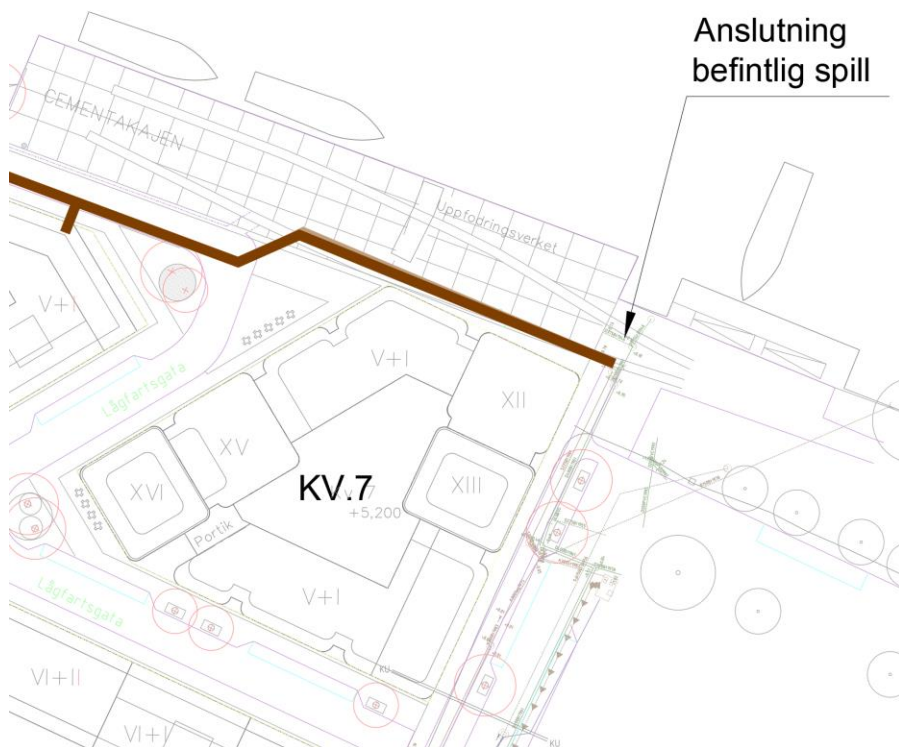 Anslutning
befintlig spill
CEMENTAKAJEN
Uppfodringsverket
V+I
V+I
Lågfartsgata
XII
XV
XVI
KV.7
XIII
+5,200
Portik
V+I
Lågfartsgata
KU
VI+II
VI+I
KU